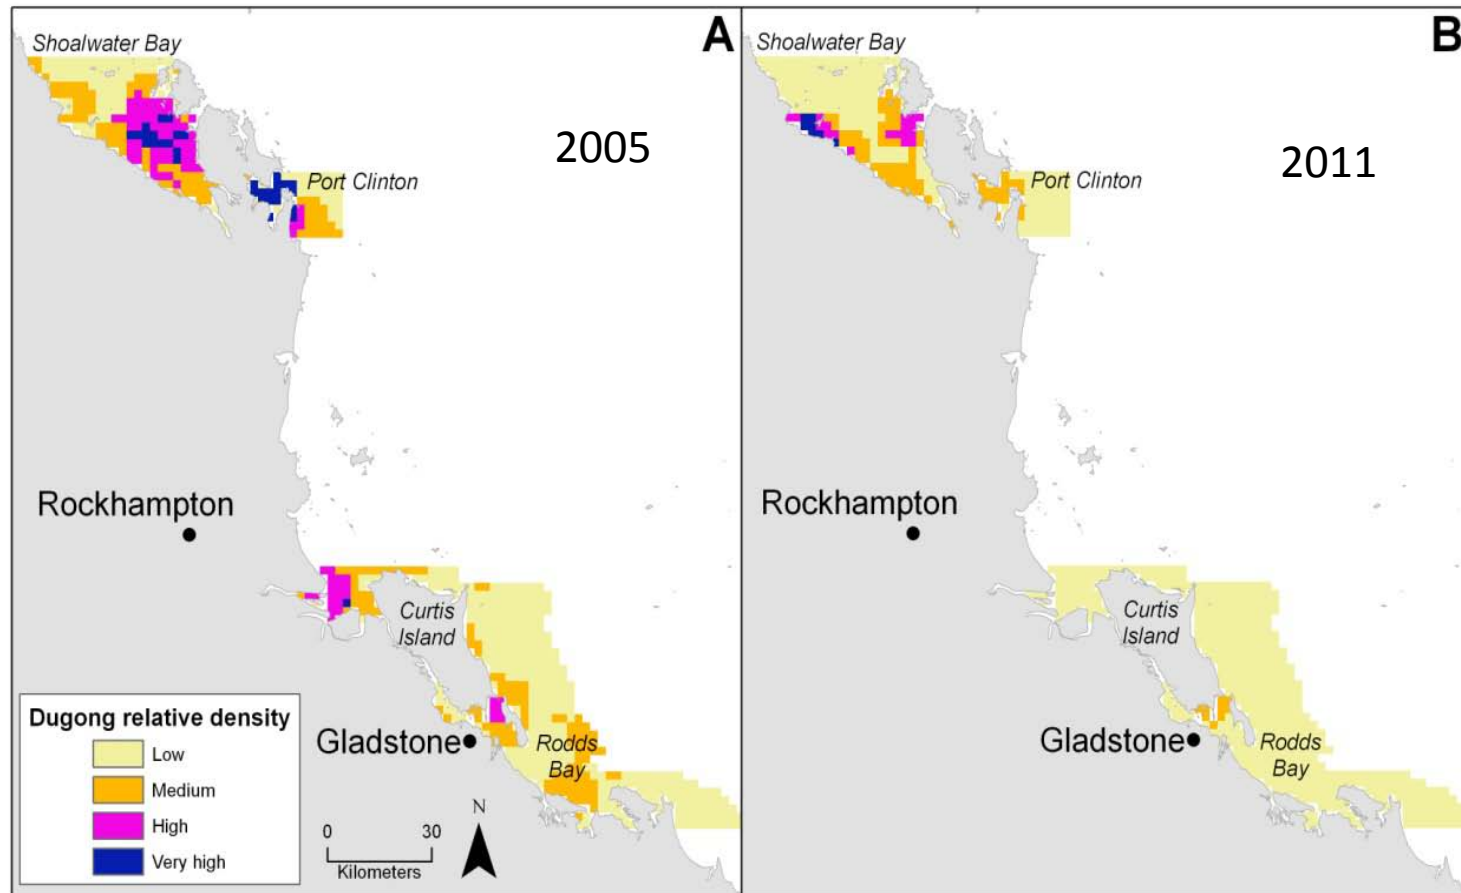 A
Shoalwater Bay
2005
Port Clinton
Rockhampton
Curtis
Island
Gladstone
Rodds
Bay
Dugong relative density
Low
Medium
High
Very high
0 30
Kilometers
N
B
Shoalwater Bay
2011
Port Clinton
Rockhampton
Curtis
Island
Gladstone
Rodds
Bay